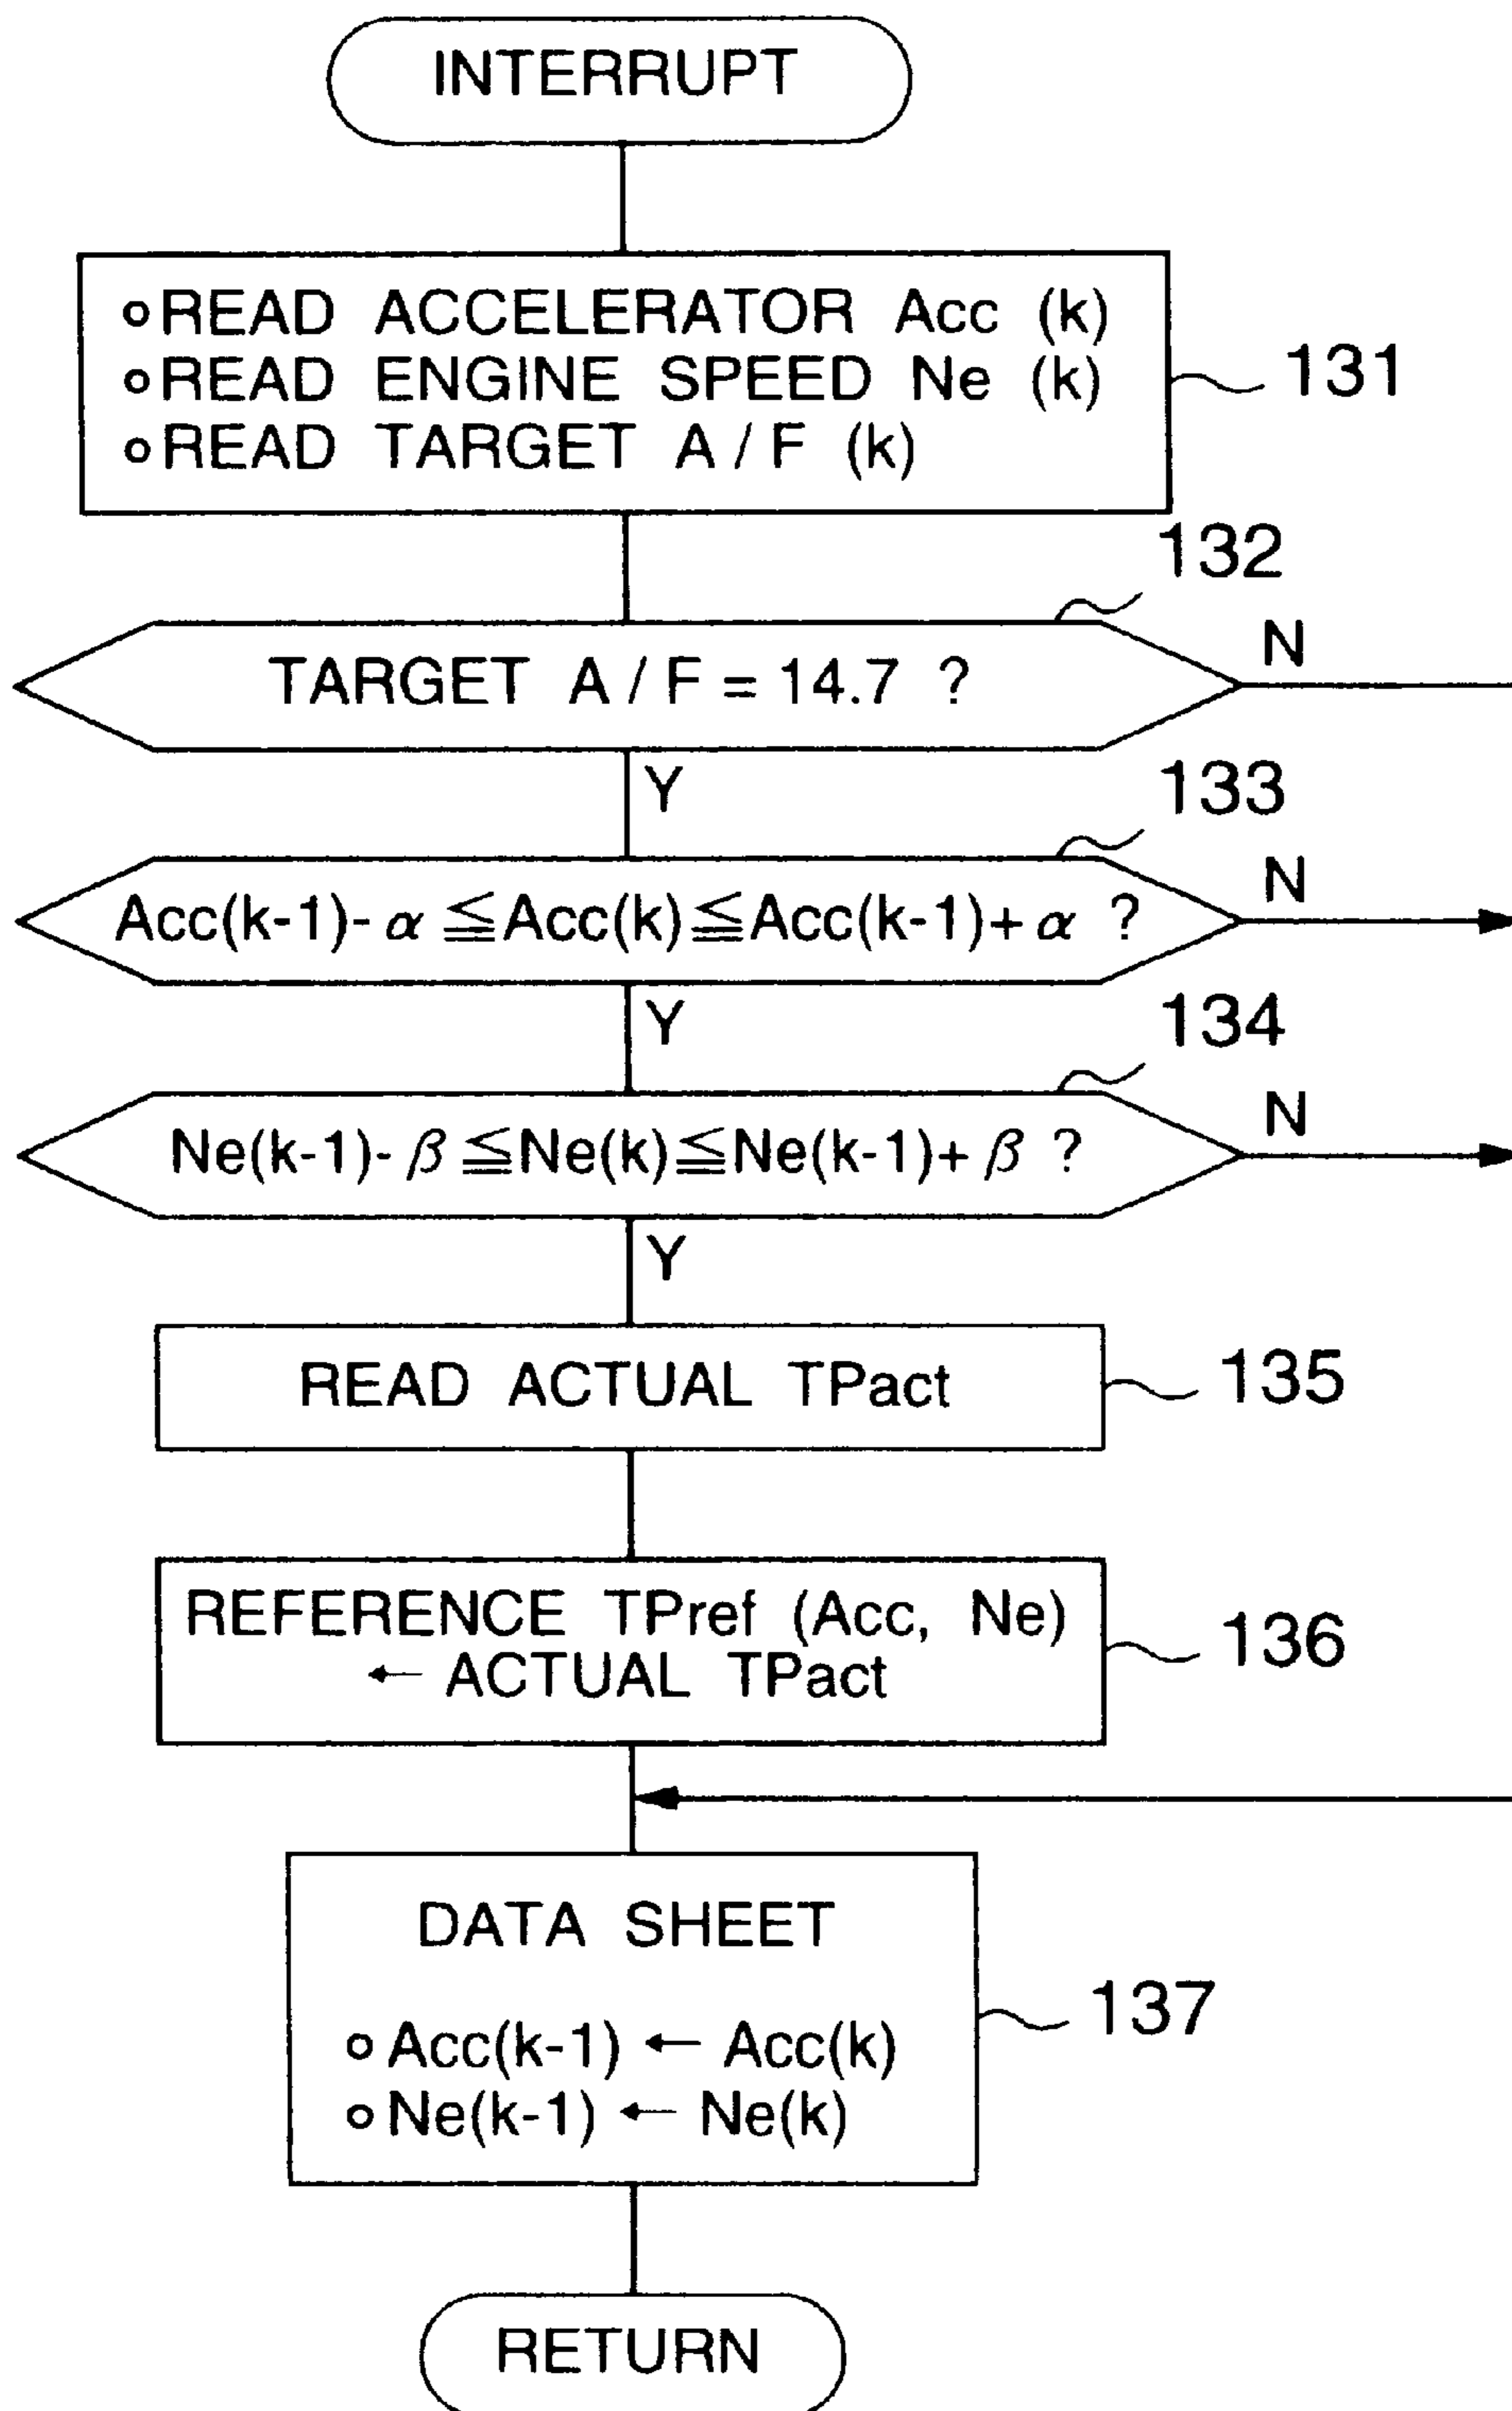 INTERRUPT
○READ ACCELERATOR Acc (k)
○READ ENGINE SPEED Ne (k)
○READ TARGET A/F (k)
131
132
TARGET A/F = 14.7 ?
N
Y
133
Acc(k-1)-α ≦Acc(k)≦Acc(k-1)+α ?
N
Y
134
Ne(k-1)-β ≦Ne(k)≦Ne(k-1)+β ?
N
Y
READ ACTUAL TPact
135
REFERENCE TPref (Acc, Ne)
← ACTUAL TPact
136
DATA SHEET
○Acc(k-1) ← Acc(k)
○Ne(k-1) ← Ne(k)
137
RETURN